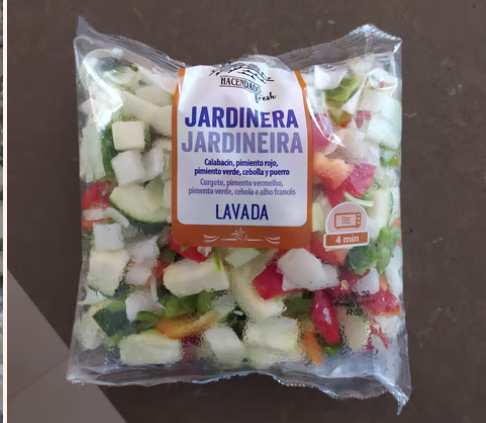 HACENDADO
fresh
JARDINERA
JARDINEIRA
Calabacín, pimiento rojo,
pimiento verde, cebolla y puerro
Curgete, pimento vermelho,
pimento verde, cebola e alho francês
LAVADA
4 min